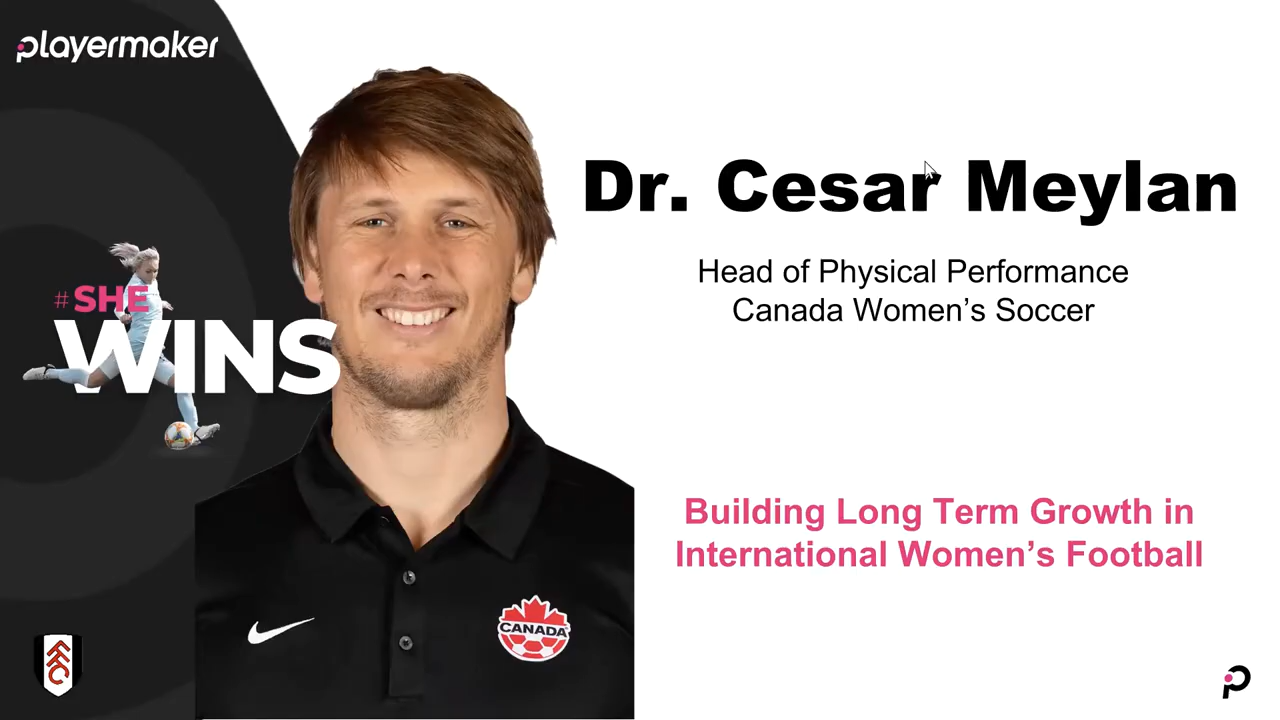 playermaker
Dr. Cesar Meylan
Head of Physical Performance
Canada Women's Soccer
#SHE
WINS
Building Long Term Growth in
International Women's Football
CANADA
FFC